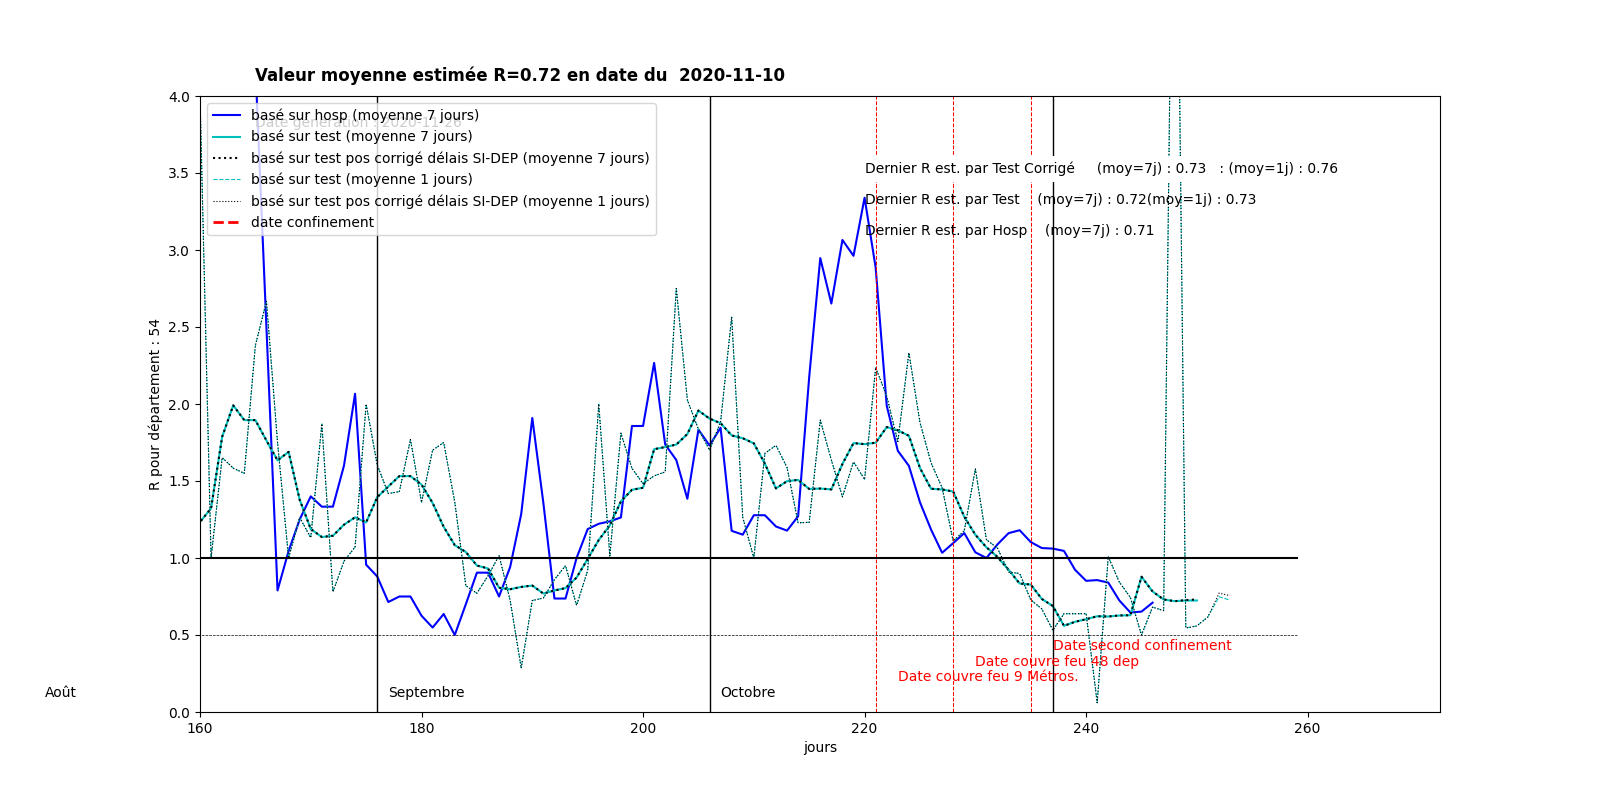 Valeur moyenne estimée R=0.72 en date du  2020-11-10
Date génération : 2020-11-26
basé sur hosp (moyenne 7 jours)
basé sur test (moyenne 7 jours)
basé sur test pos corrigé délais SI-DEP (moyenne 7 jours)
basé sur test (moyenne 1 jours)
basé sur test pos corrigé délais SI-DEP (moyenne 1 jours)
date confinement
Dernier R est. par Test Corrigé     (moy=7j) : 0.73   : (moy=1j) : 0.76
Dernier R est. par Test    (moy=7j) : 0.72(moy=1j) : 0.73
Dernier R est. par Hosp    (moy=7j) : 0.71
4.0
3.5
3.0
2.5
2.0
1.5
1.0
0.5
0.0
R pour département : 54
Date second confinement
Date couvre feu 48 dep
Date couvre feu 9 Métros.
Août
Septembre
Octobre
160
180
200
220
240
260
jours